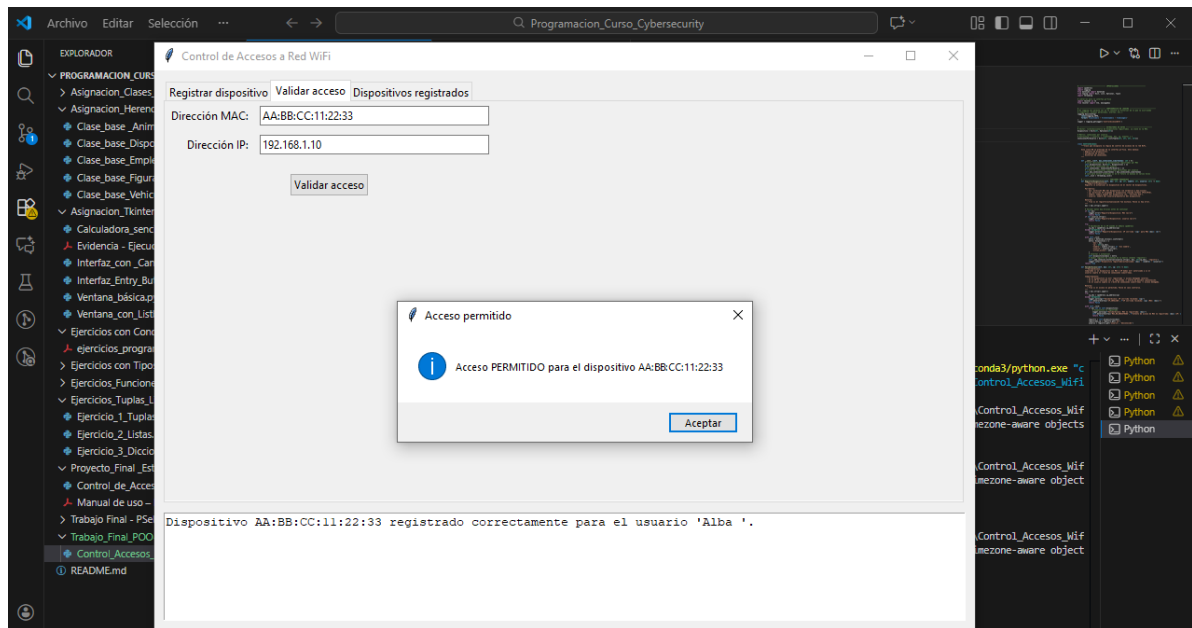 Archivo Editar Selección ···
Programacion_Curso_Cybersecurity
EXPLORADOR
PROGRAMACION_CURS
Asignacion_Clases_
Asignacion_Herenc
Clase_base _Anim
Clase_base_Dispo
Clase_base_Emple
Clase_base_Figura
Clase_base_Vehic
Asignacion_Tkinter
Calculadora_senc
Evidencia - Ejecuc
Interfaz_con _Can
Interfaz_Entry_Bu
Ventana_básica.p
Ventana_con_Listl
Ejercicios con Conc
ejercicios_progra
Ejercicios con Tipo
Ejercicios_Funcione
Ejercicios_Tuplas_L
Ejercicio_1_Tuplas
Ejercicio_2_Listas.
Ejercicio_3_Diccio
Proyecto_Final _Est
Control_de_Acces
Manual de uso –
Trabajo Final - PSe
Trabajo_Final_POO
Control_Accesos_
README.md
Control de Accesos a Red WiFi
Registrar dispositivo Validar acceso Dispositivos registrados
Dirección MAC: AA:BB:CC:11:22:33
Dirección IP: 192.168.1.10
Validar acceso
Acceso permitido
Acceso PERMITIDO para el dispositivo AA:BB:CC:11:22:33
Aceptar
Dispositivo AA:BB:CC:11:22:33 registrado correctamente para el usuario 'Alba '.
conda3/python.exe "c
Control_Accesos_Wifi
\Control_Accesos_Wif
mezone-aware objects
\Control_Accesos_Wif
imezone-aware object
\Control_Accesos_Wif
imezone-aware object
Python
Python
Python
Python
Python